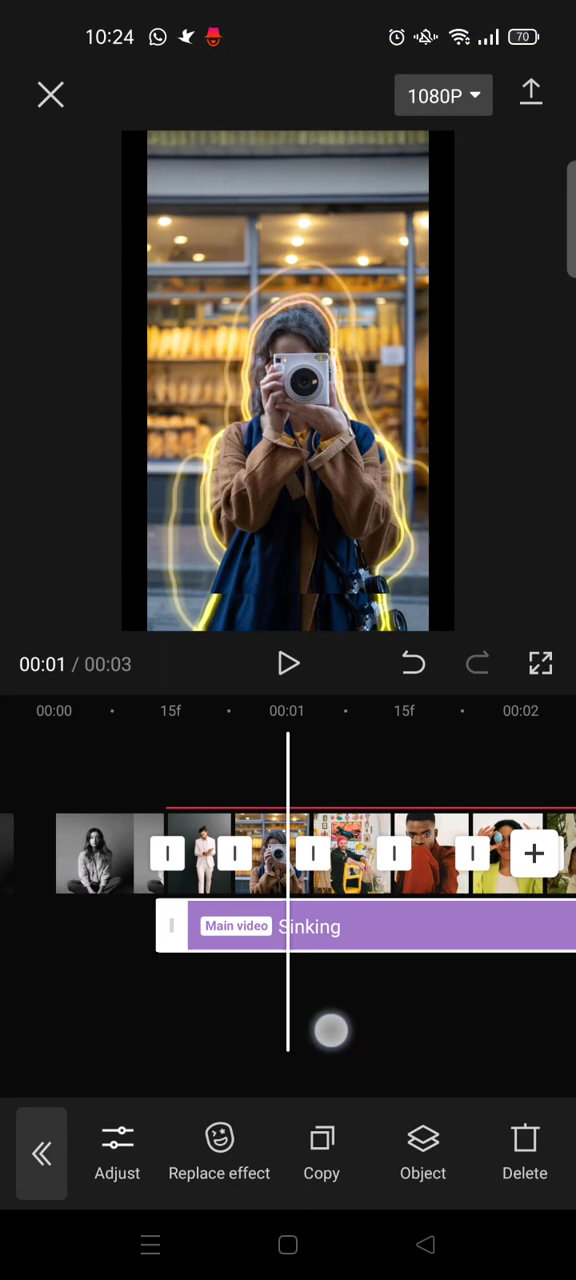 10:24
70
1080P
00:01 / 00:03
00:00
15f
00:01
15f
00:02
Main video
Sinking
Adjust
Replace effect
Copy
Object
Delete